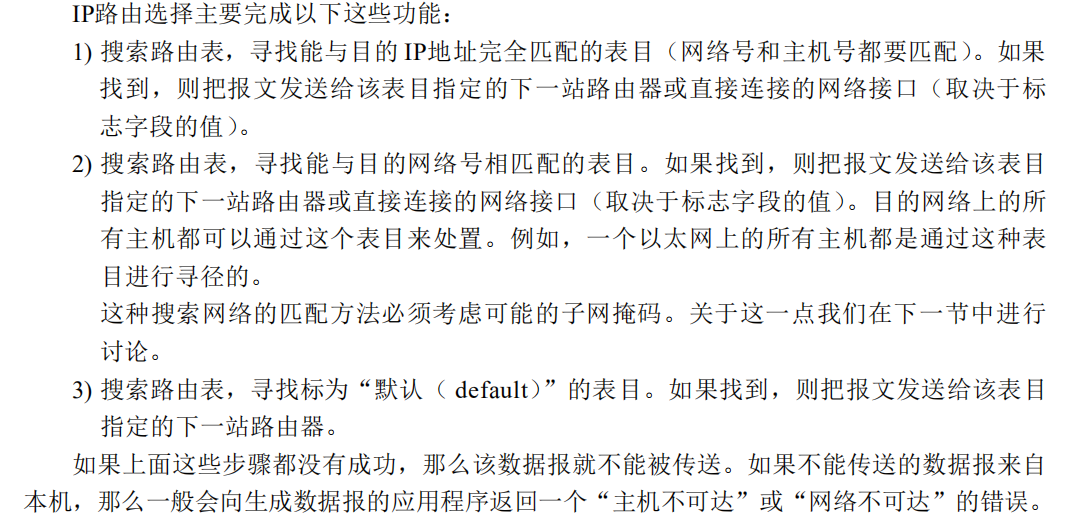 IP路由选择主要完成以下这些功能：
1) 搜索路由表，寻找能与目的 IP地址完全匹配的表目（网络号和主机号都要匹配）。如果
找到，则把报文发送给该表目指定的下一站路由器或直接连接的网络接口（取决于标
志字段的值）。
2) 搜索路由表，寻找能与目的网络号相匹配的表目。如果找到，则把报文发送给该表目
指定的下一站路由器或直接连接的网络接口（取决于标志字段的值）。目的网络上的所
有主机都可以通过这个表目来处置。例如，一个以太网上的所有主机都是通过这种表
目进行寻径的。
这种搜索网络的匹配方法必须考虑可能的子网掩码。关于这一点我们在下一节中进行
讨论。
3) 搜索路由表，寻找标为“默认（ default）”的表目。如果找到，则把报文发送给该表目
指定的下一站路由器。
如果上面这些步骤都没有成功，那么该数据报就不能被传送。如果不能传送的数据报来自
本机，那么一般会向生成数据报的应用程序返回一个“主机不可达”或“网络不可达”的错误。